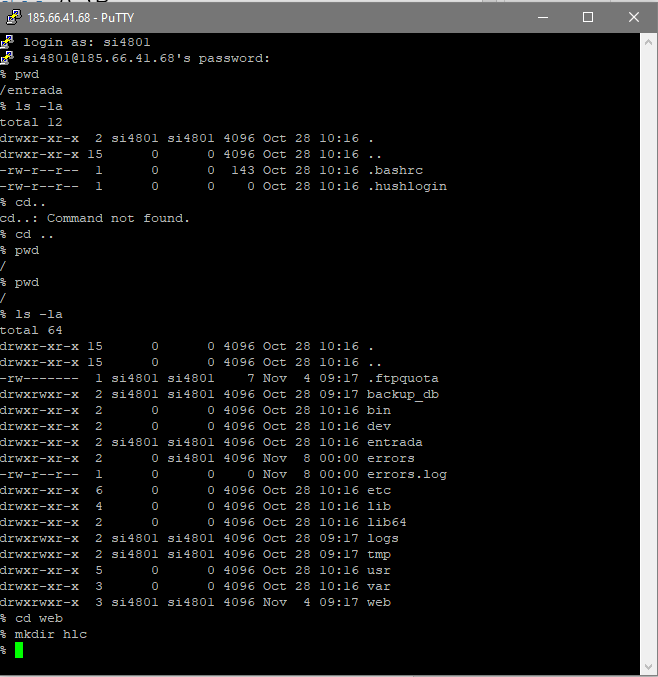 185.66.41.68 - PuTTY
login as: si4801
si4801@185.66.41.68's password:
% pwd
/entrada
% ls -la
total 12
drwxr-xr-x  2 si4801 si4801 4096 Oct 28 10:16 .
drwxr-xr-x 15      0      0 4096 Oct 28 10:16 ..
-rw-r--r--  1      0      0  143 Oct 28 10:16 .bashrc
-rw-r--r--  1      0      0    0 Oct 28 10:16 .hushlogin
% cd..
cd..: Command not found.
% cd ..
% pwd
/
% pwd
/
% ls -la
total 64
drwxr-xr-x 15      0      0 4096 Oct 28 10:16 .
drwxr-xr-x 15      0      0 4096 Oct 28 10:16 ..
-rw-------  1 si4801 si4801    7 Nov  4 09:17 .ftpquota
drwxrwxr-x  2 si4801 si4801 4096 Oct 28 09:17 backup_db
drwxr-xr-x  2      0      0 4096 Oct 28 10:16 bin
drwxr-xr-x  2      0      0 4096 Oct 28 10:16 dev
drwxr-xr-x  2 si4801 si4801 4096 Oct 28 10:16 entrada
drwxr-xr-x  2      0 si4801 4096 Nov  8 00:00 errors
-rw-r--r--  1      0      0    0 Nov  8 00:00 errors.log
drwxr-xr-x  6      0      0 4096 Oct 28 10:16 etc
drwxr-xr-x  4      0      0 4096 Oct 28 10:16 lib
drwxr-xr-x  2      0      0 4096 Oct 28 10:16 lib64
drwxrwxr-x  2 si4801 si4801 4096 Oct 28 09:17 logs
drwxrwxr-x  2 si4801 si4801 4096 Oct 28 09:17 tmp
drwxr-xr-x  5      0      0 4096 Oct 28 10:16 usr
drwxr-xr-x  3      0      0 4096 Oct 28 10:16 var
drwxrwxr-x  3 si4801 si4801 4096 Nov  4 09:17 web
% cd web
% mkdir hlc
%